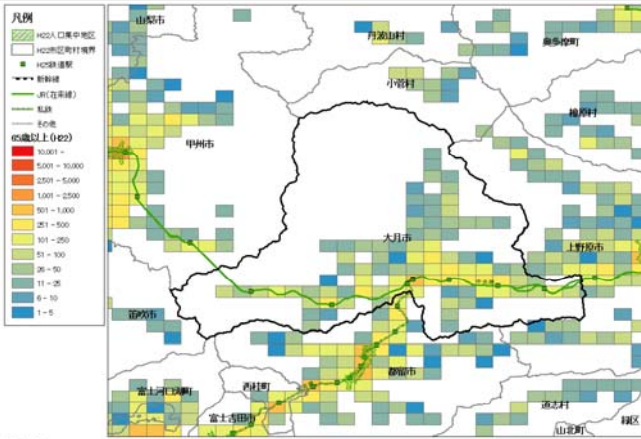 凡例
H22人口集中地区
H22市区町村境界
H25鉄道駅
新幹線
JR(在来線)
私鉄
その他
65歳以上(H22)
10,001 -
5,001 - 10,000
2,501 - 5,000
1,001 - 2,500
501 - 1,000
251 - 500
101 - 250
51 - 100
26 - 50
11 - 25
6 - 10
1 - 5
山梨市
丹波山村
奥多摩町
小菅村
檜原村
甲州市
大月市
上野原市
笛吹市
都留市
西桂町
富士河口湖町
富士吉田市
道志村
山北町
緑区